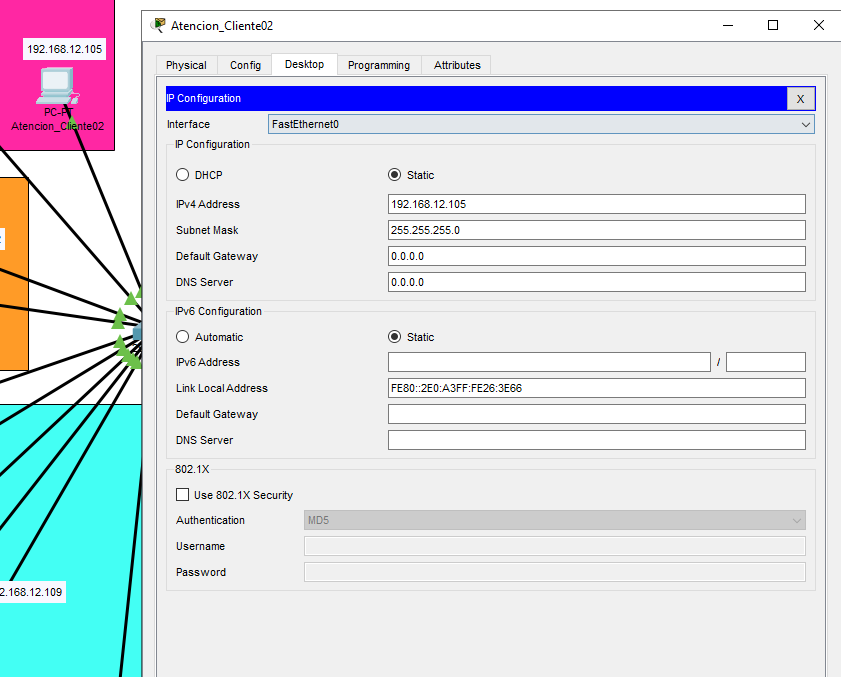 Atencion_Cliente02
192.168.12.105
PC-PT
Atencion_Cliente02
2.168.12.109
Physical Config Desktop Programming Attributes
IP Configuration X
Interface FastEthernet0
IP Configuration
DHCP Static
IPv4 Address 192.168.12.105
Subnet Mask 255.255.255.0
Default Gateway 0.0.0.0
DNS Server 0.0.0.0
IPv6 Configuration
Automatic Static
IPv6 Address /
Link Local Address FE80::2E0:A3FF:FE26:3E66
Default Gateway
DNS Server
802.1X
Use 802.1X Security
Authentication MD5
Username
Password